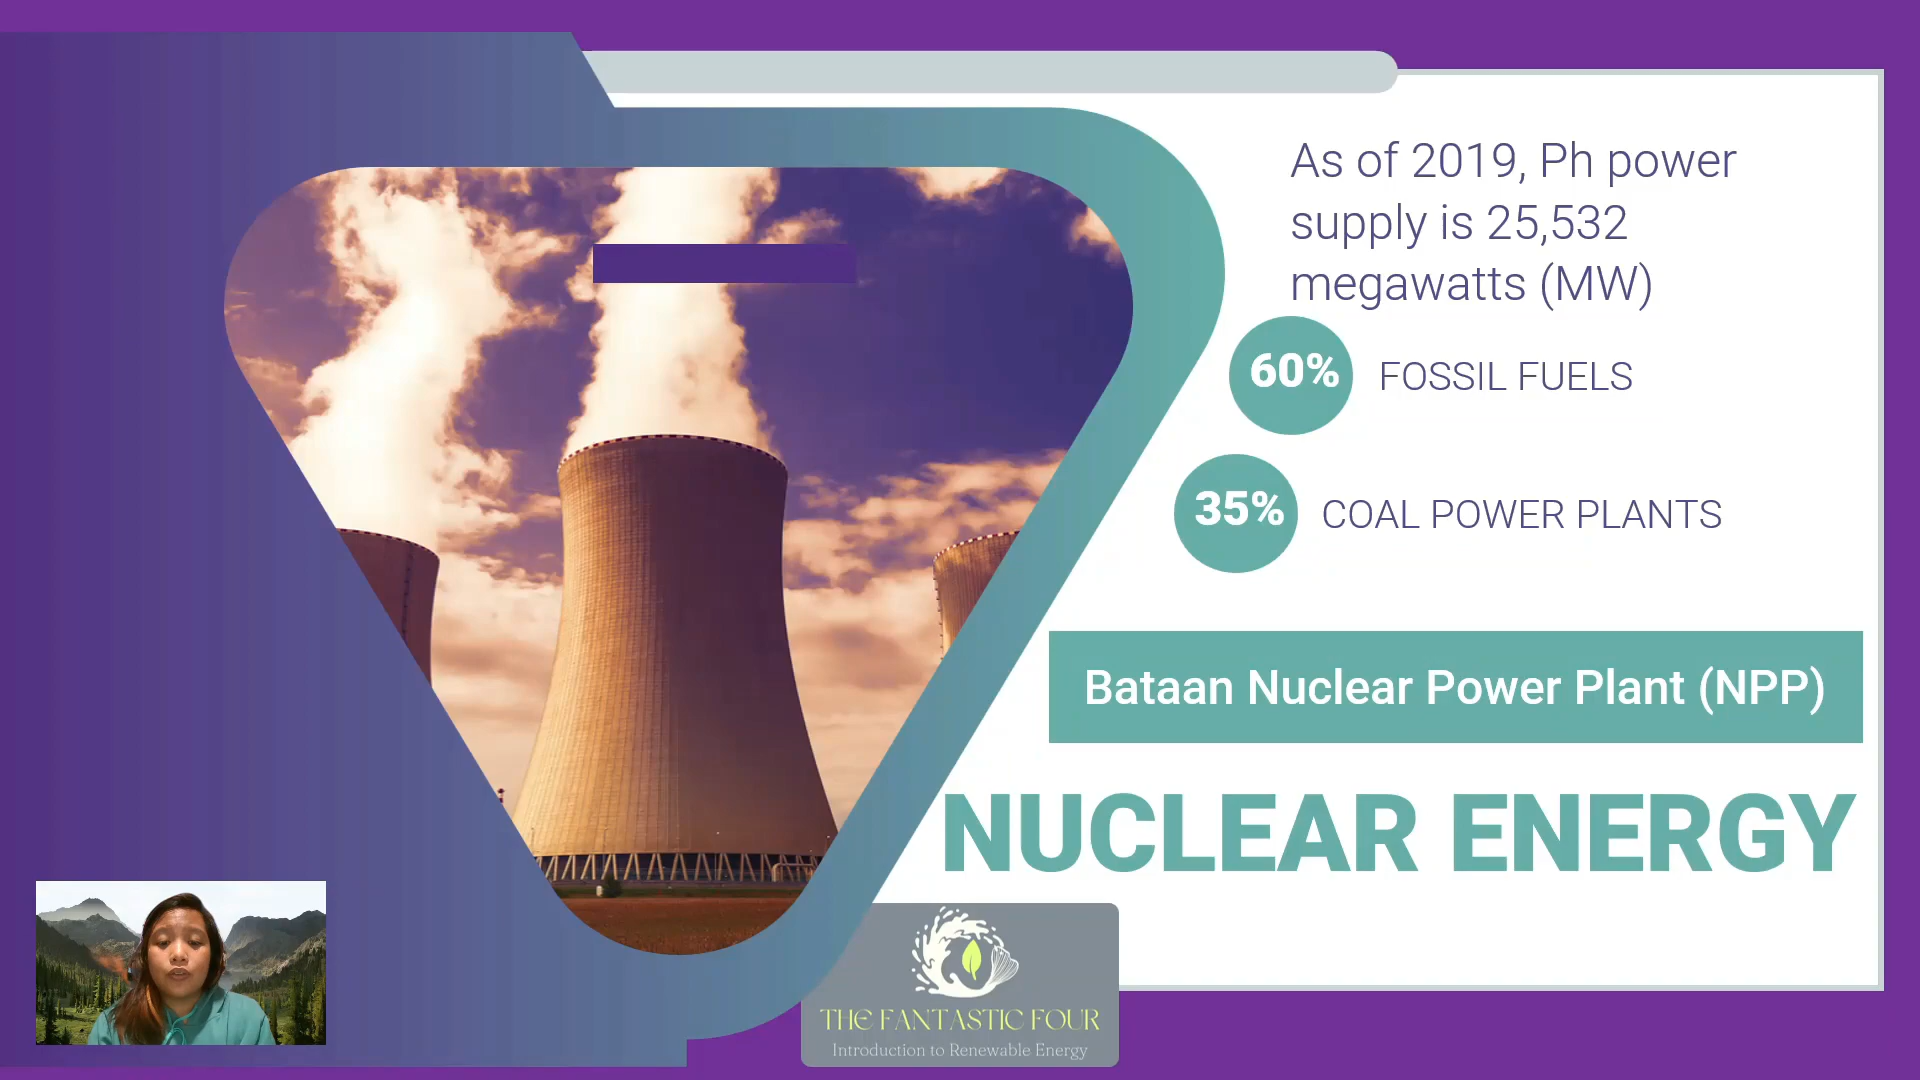 As of 2019, Ph power
supply is 25,532
megawatts (MW)
60% FOSSIL FUELS
35% COAL POWER PLANTS
Bataan Nuclear Power Plant (NPP)
NUCLEAR ENERGY
THE FANTASTIC FOUR
Introduction to Renewable Energy